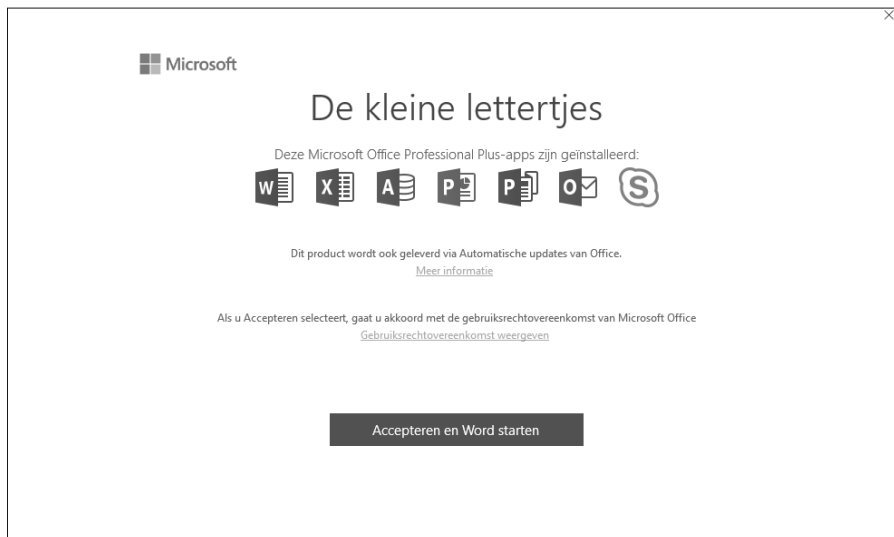 Microsoft
De kleine lettertjes
Deze Microsoft Office Professional Plus-apps zijn geïnstalleerd:
W X A P P O S
Dit product wordt ook geleverd via Automatische updates van Office.
Meer informatie
Als u Accepteren selecteert, gaat u akkoord met de gebruiksrechtovereenkomst van Microsoft Office
Gebruiksrechtovereenkomst weergeven
Accepteren en Word starten